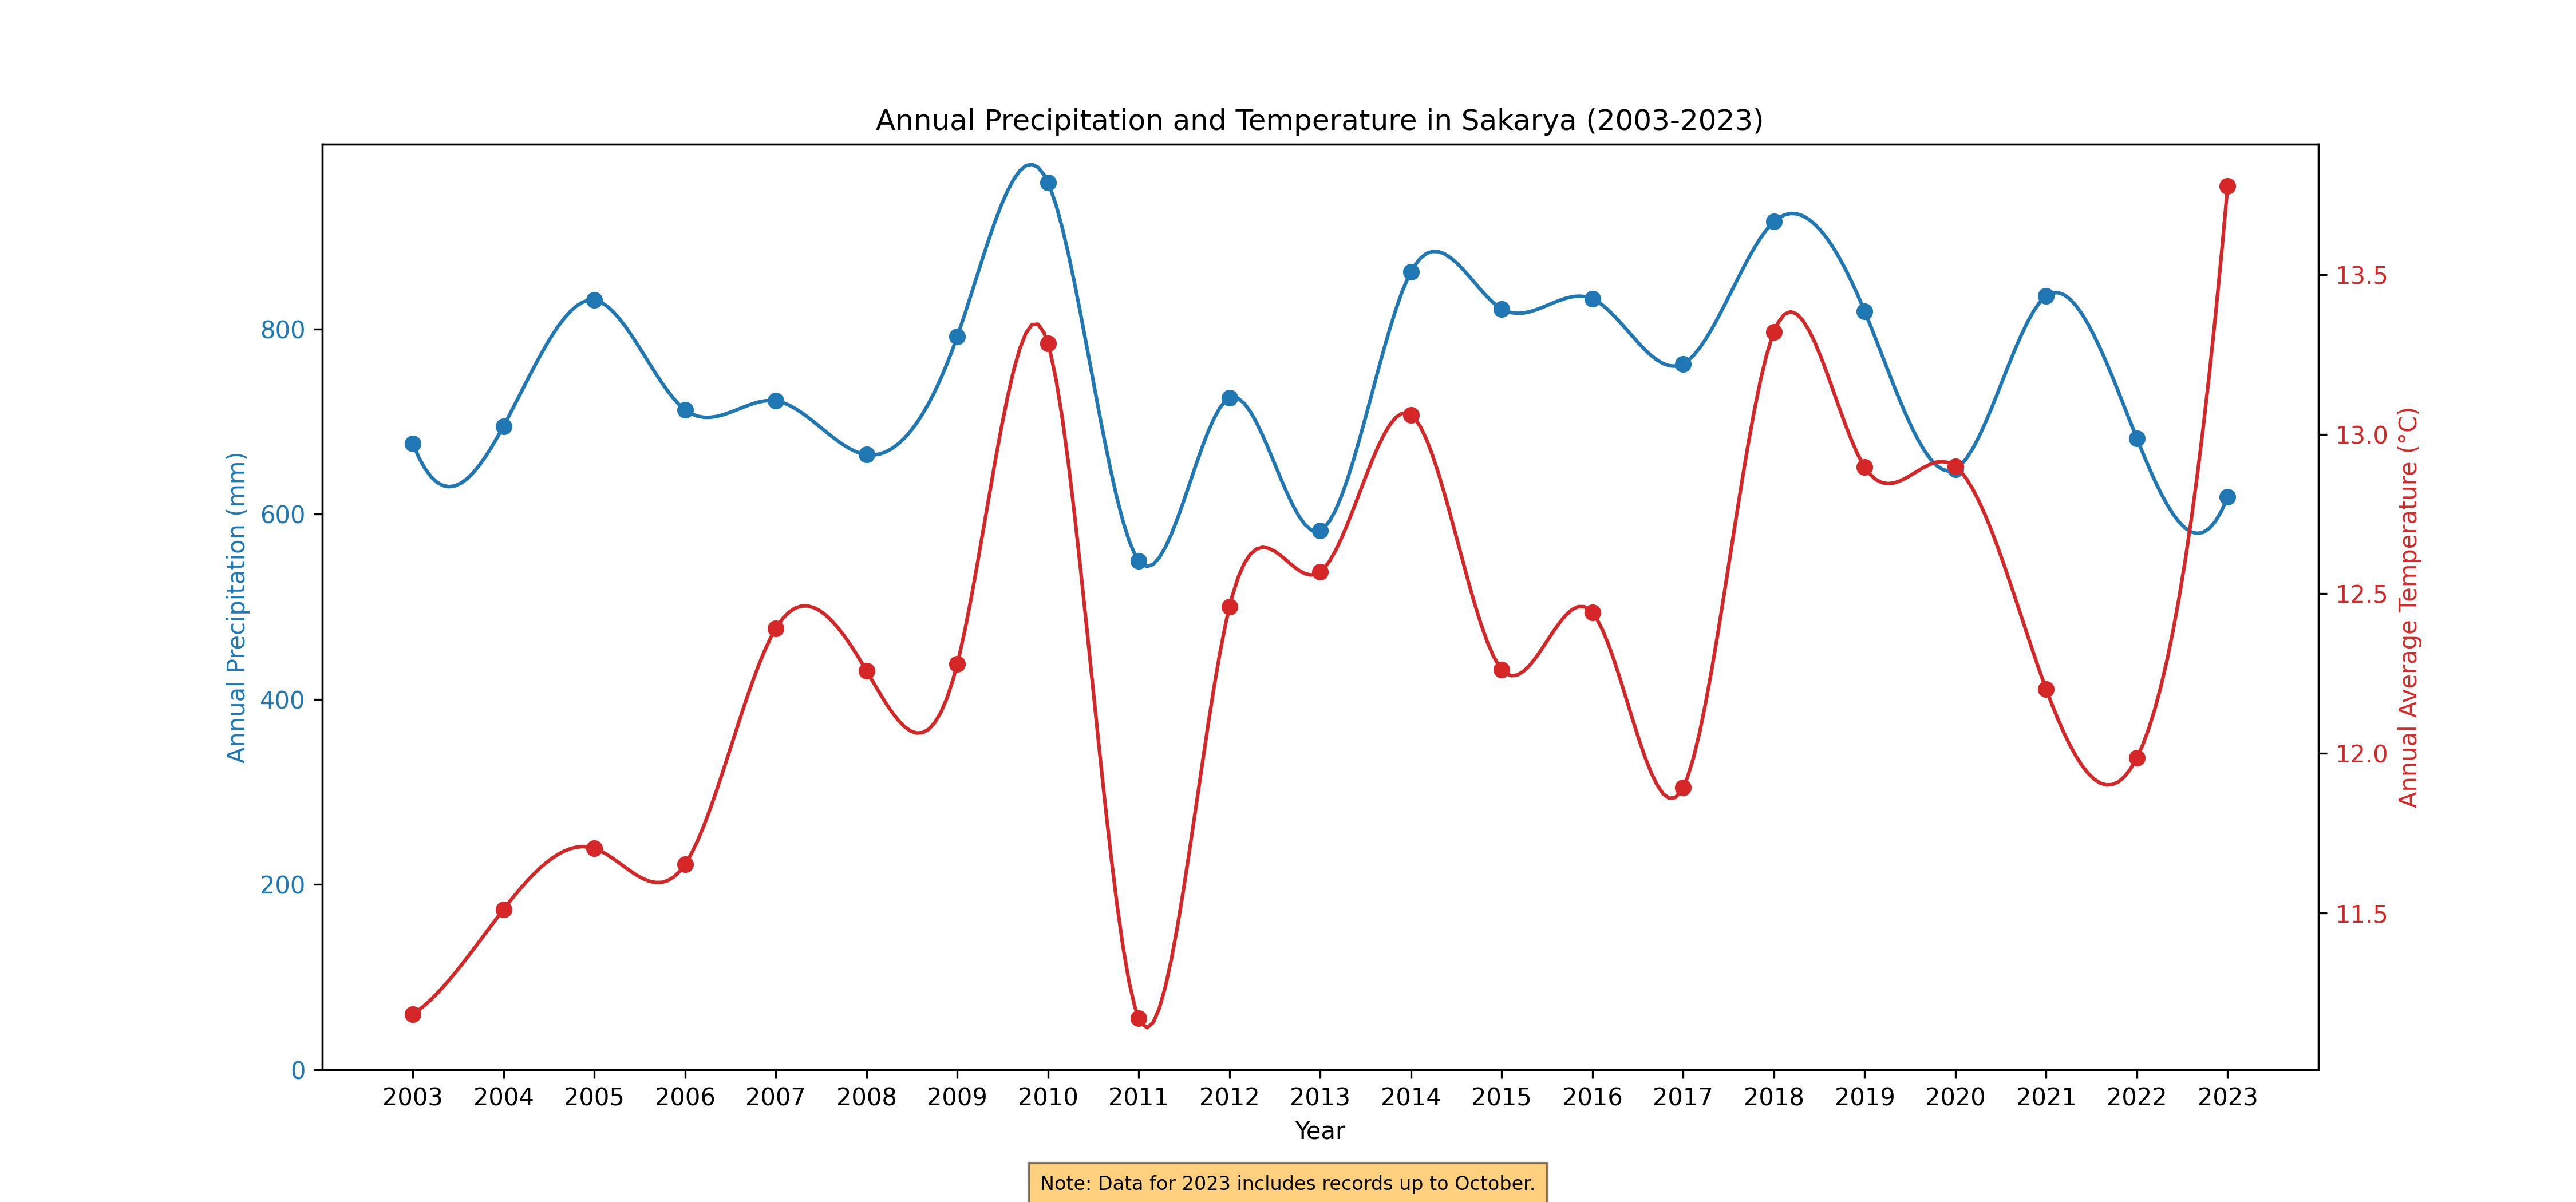 Annual Precipitation and Temperature in Sakarya (2003-2023)
Annual Precipitation (mm)
800
600
400
200
0
13.5
13.0
12.5
12.0
11.5
Annual Average Temperature (°C)
2003 2004 2005 2006 2007 2008 2009 2010 2011 2012 2013 2014 2015 2016 2017 2018 2019 2020 2021 2022 2023
Year
Note: Data for 2023 includes records up to October.